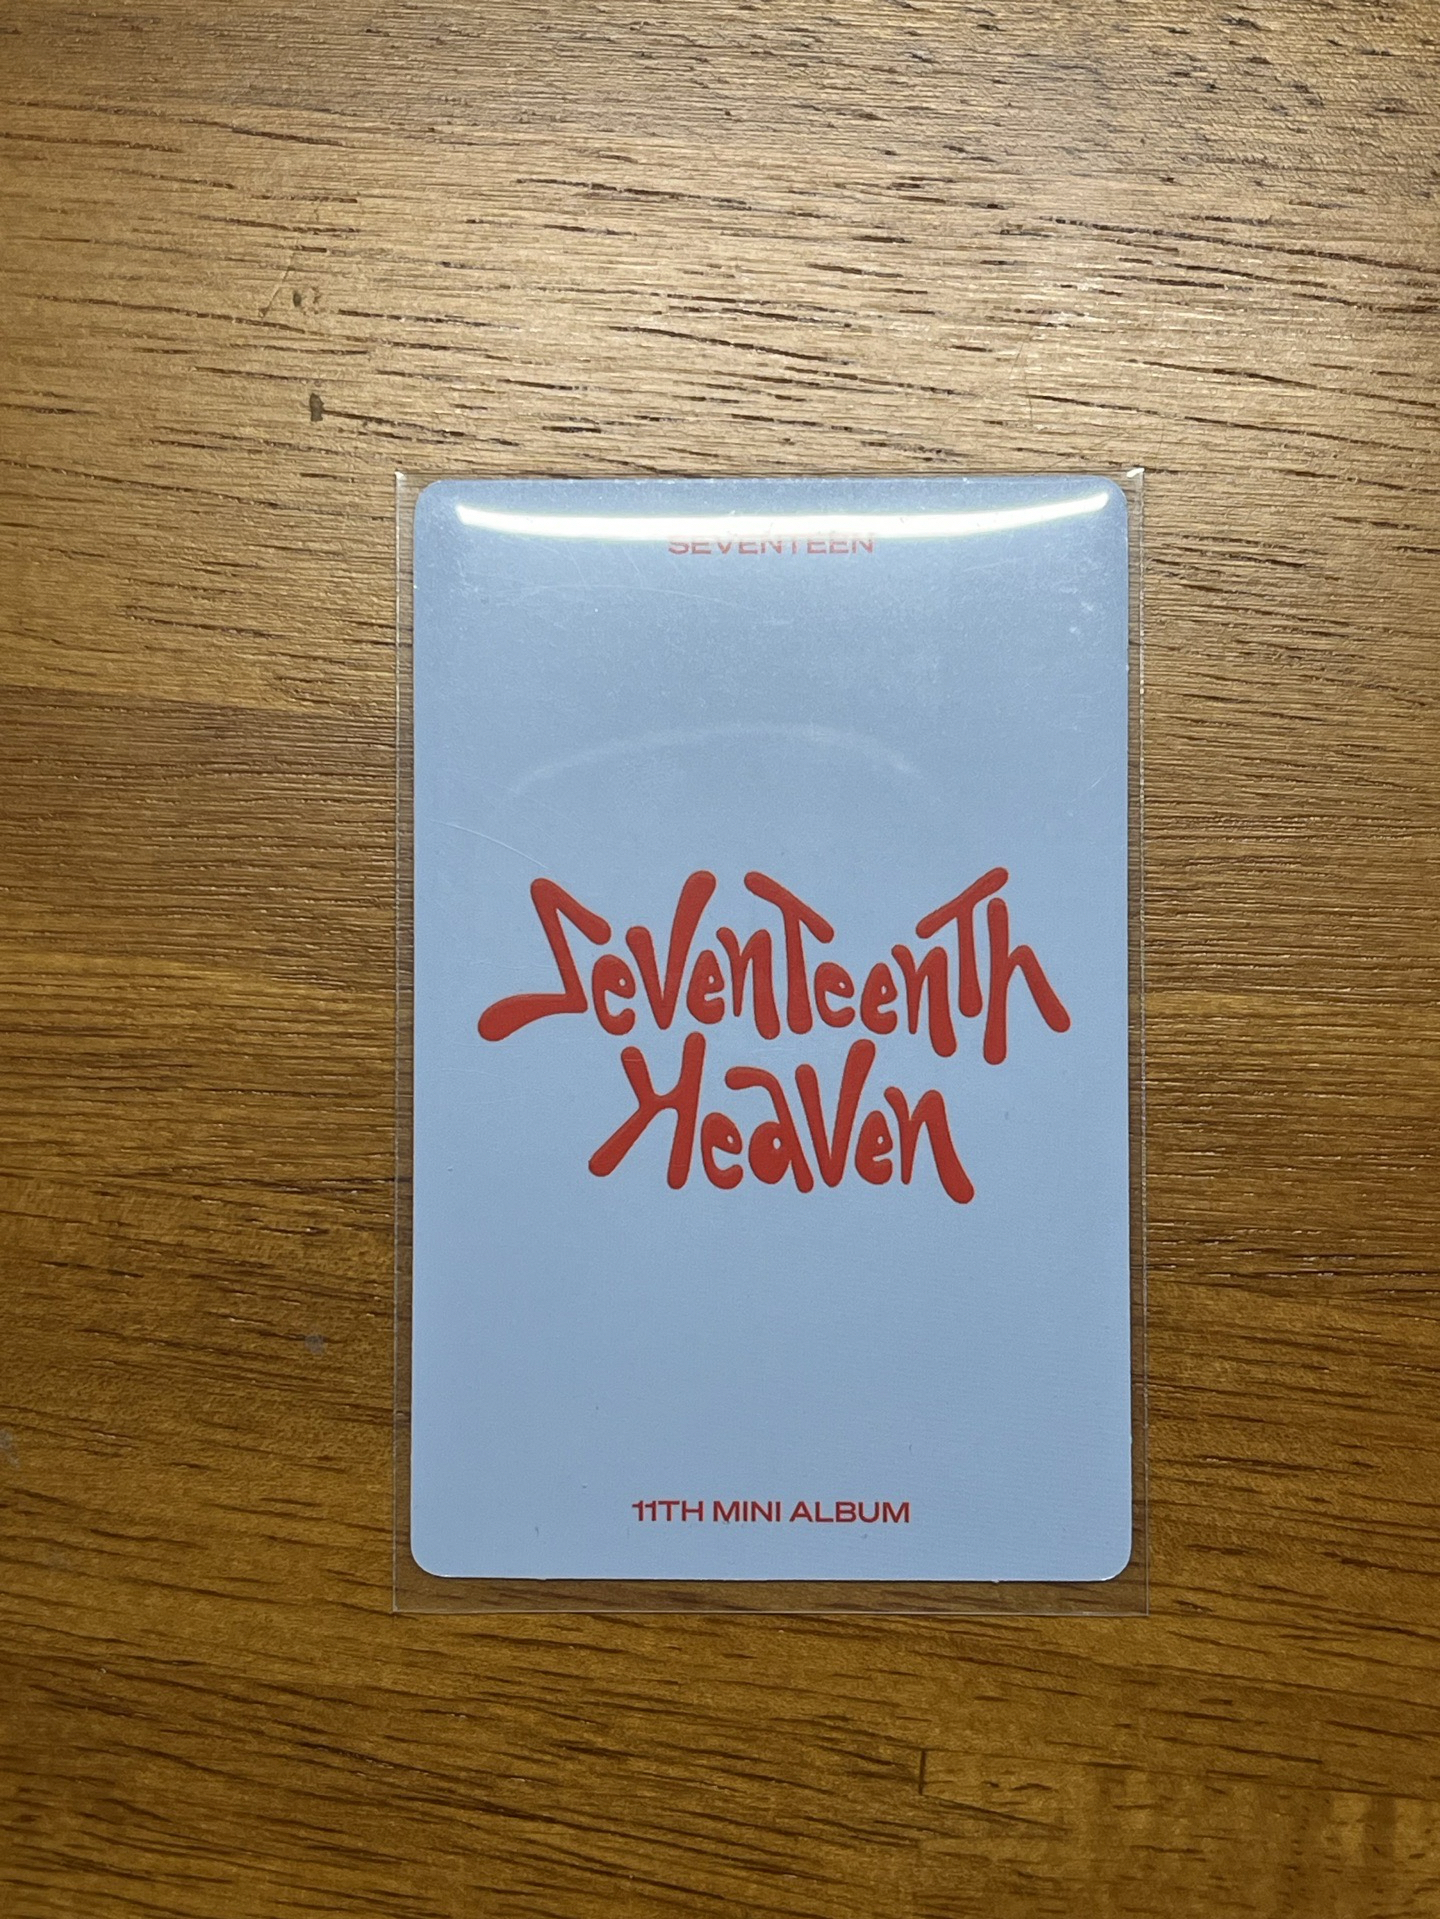 SEVENTEEN
SevenTeenTh
Heaven
11TH MINI ALBUM